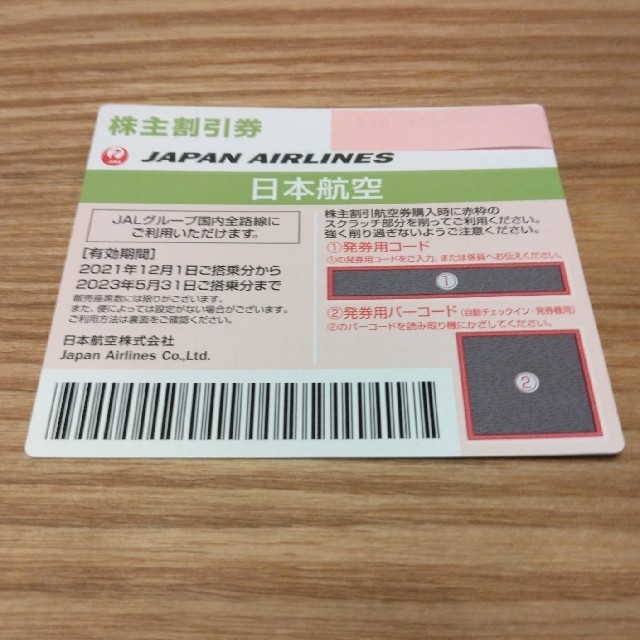 株主割引券
JAL
JAPAN AIRLINES
日本航空
JALグループ国内全路線に
ご利用いただけます。
[有効期間]
2021年12月1日ご搭乗分から
2023年5月31日ご搭乗分まで
販売座席数には限りがございます。
また、便によっては設定がない場合がございます。
ご利用方法は裏面をご確認ください。
日本航空株式会社
Japan Airlines Co.,Ltd.
株主割引航空券購入時に赤枠の
スクラッチ部分を削ってご利用ください。
強く削り過ぎないようご注意ください。
①発券用コード
①の発券用コードをご入力、または係員へお伝えください。
①
②発券用バーコード(自動チェックイン・発券機用)
②のバーコードを読み取り機にかざしてください。
②